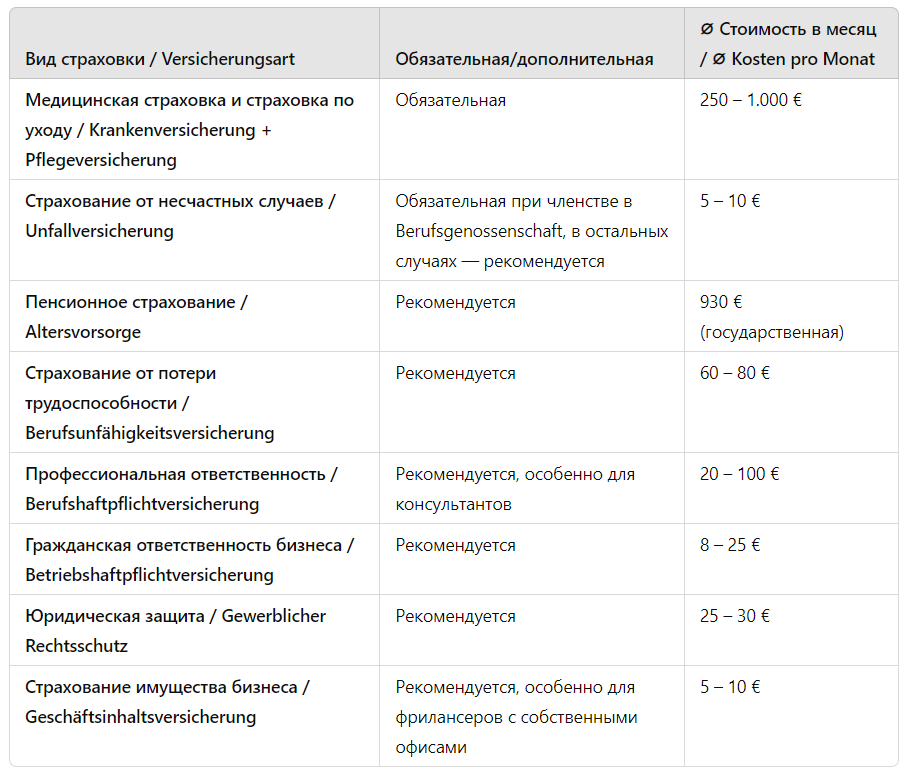 Вид страховки / Versicherungsart
Обязательная/дополнительная
Ø Стоимость в месяц
/ Ø Kosten pro Monat
Медицинская страховка и страховка по
уходу / Krankenversicherung +
Pflegeversicherung
Обязательная
250 – 1.000 €
Страхование от несчастных случаев /
Unfallversicherung
Обязательная при членстве в
Berufsgenossenschaft, в остальных
случаях — рекомендуется
5 – 10 €
Пенсионное страхование /
Altersvorsorge
Рекомендуется
930 €
(государственная)
Страхование от потери
трудоспособности /
Berufsunfähigkeitsversicherung
Рекомендуется
60 – 80 €
Профессиональная ответственность /
Berufshaftpflichtversicherung
Рекомендуется, особенно для
консультантов
20 – 100 €
Гражданская ответственность бизнеса /
Betriebshaftpflichtversicherung
Рекомендуется
8 – 25 €
Юридическая защита / Gewerblicher
Rechtsschutz
Рекомендуется
25 – 30 €
Страхование имущества бизнеса /
Geschäftsinhaltsversicherung
Рекомендуется, особенно для
фрилансеров с собственными
офисами
5 – 10 €